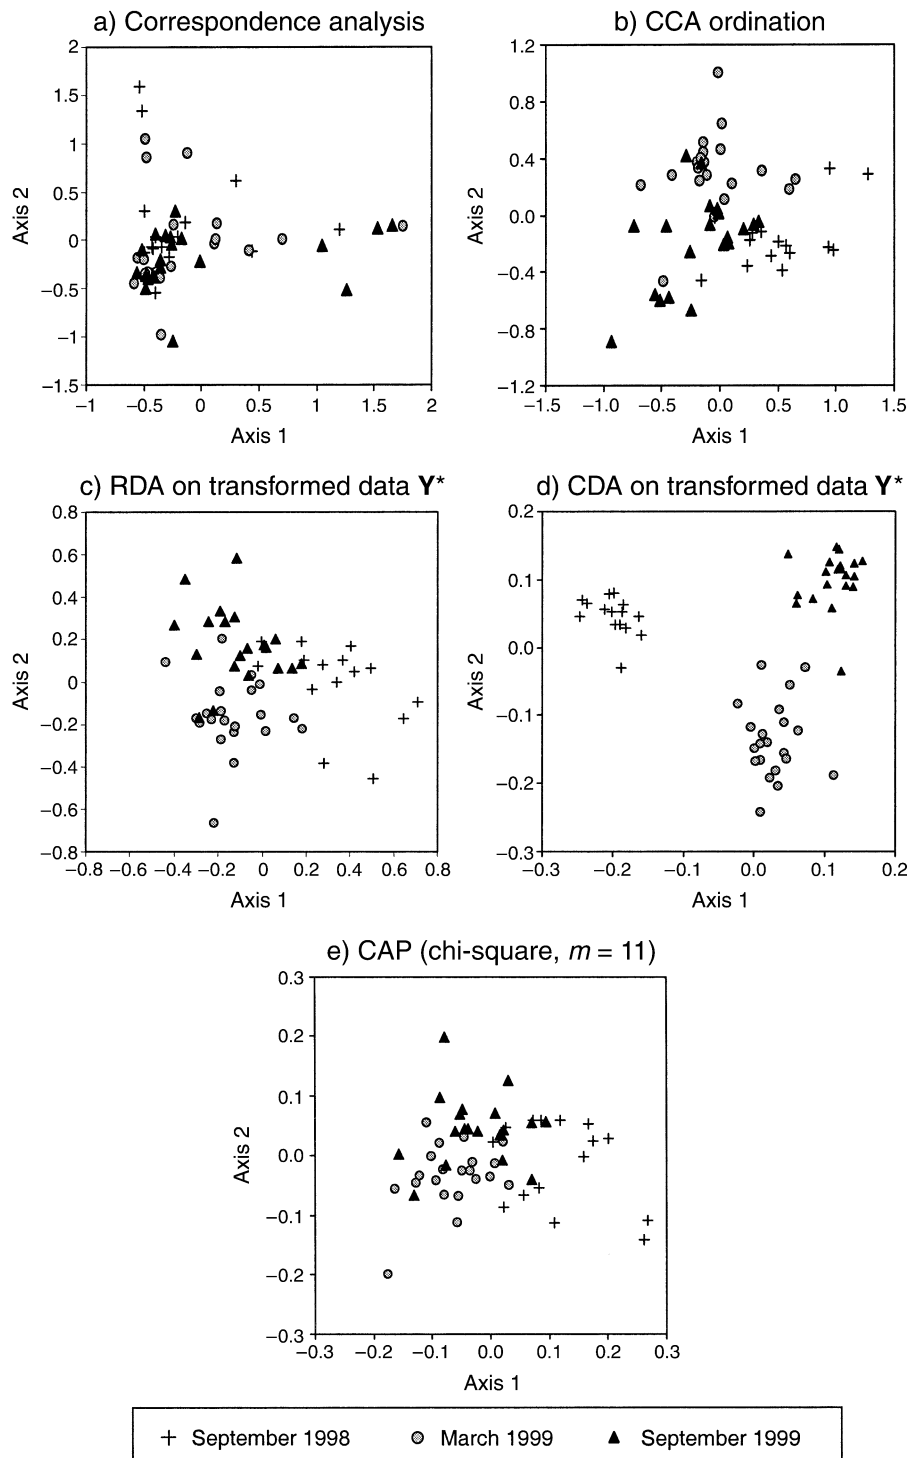 a) Correspondence analysis
2
1.5
1
0.5
0
−0.5
−1
−1.5
Axis 2
−1 −0.5 0 0.5 1 1.5 2
Axis 1
b) CCA ordination
1.2
0.8
0.4
0.0
−0.4
−0.8
−1.2
Axis 2
−1.5 −1.0 −0.5 0.0 0.5 1.0 1.5
Axis 1
c) RDA on transformed data Y*
0.8
0.6
0.4
0.2
0
−0.2
−0.4
−0.6
−0.8
Axis 2
−0.8 −0.6 −0.4 −0.2 0 0.2 0.4 0.6 0.8
Axis 1
d) CDA on transformed data Y*
0.2
0.1
0.0
−0.1
−0.2
−0.3
Axis 2
−0.3 −0.2 −0.1 0.0 0.1 0.2
Axis 1
e) CAP (chi-square, m = 11)
0.3
0.2
0.1
0.0
−0.1
−0.2
−0.3
Axis 2
−0.3 −0.2 −0.1 0.0 0.1 0.2 0.3
Axis 1
September 1998 March 1999 September 1999